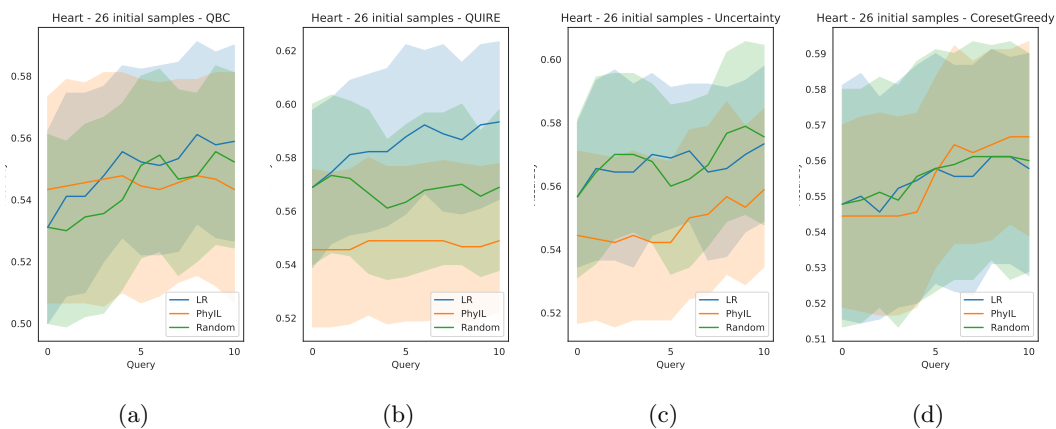 Heart - 26 initial samples - QBC
0.58
0.56
0.54
0.52
0.50
0
5
10
Query
LR
PhyIL
Random
(a)
Heart - 26 initial samples - QUIRE
0.62
0.60
0.58
0.56
0.54
0.52
0
5
10
Query
LR
PhyIL
Random
(b)
Heart - 26 initial samples - Uncertainty
0.60
0.58
0.56
0.54
0.52
0
5
10
Query
LR
PhyIL
Random
(c)
Heart - 26 initial samples - CoresetGreedy
0.59
0.58
0.57
0.56
0.55
0.54
0.53
0.52
0.51
0
5
10
Query
LR
PhyIL
Random
(d)